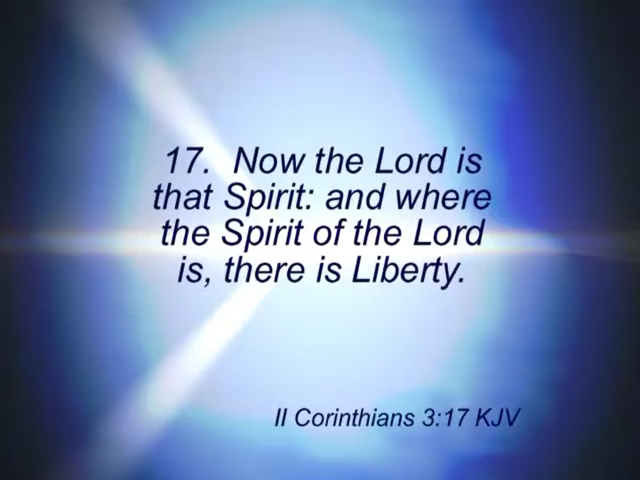 17.  Now the Lord is
that Spirit: and where
the Spirit of the Lord
is, there is Liberty.
II Corinthians 3:17 KJV